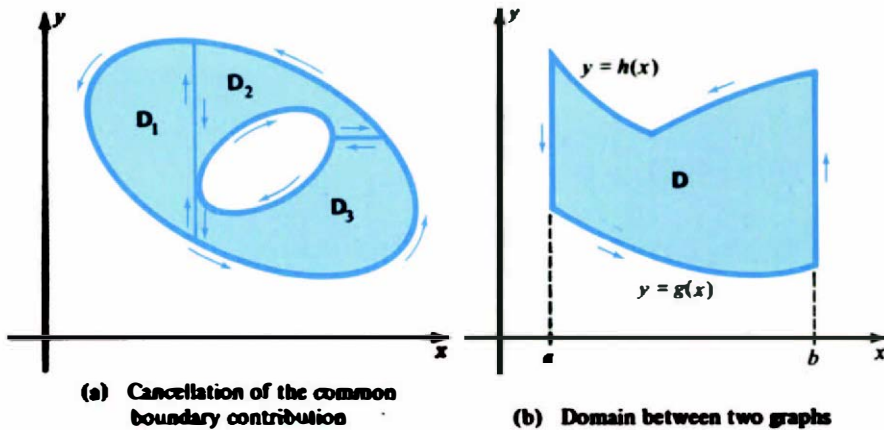 y
D₁
D₂
D₃
x
(a) Cancellation of the common
boundary contribution
y
y = h(x)
D
y = g(x)
a
b
x
(b) Domain between two graphs